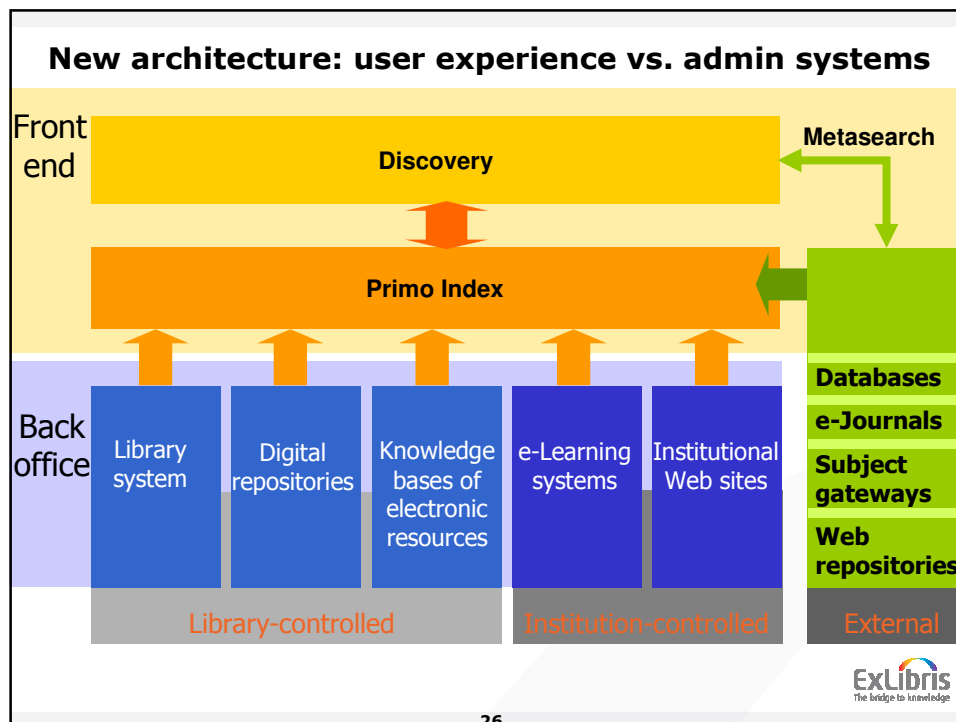 New architecture: user experience vs. admin systems
Front
end
Discovery
Metasearch
Primo Index
Back
office
Library
system
Digital
repositories
Knowledge
bases of
electronic
resources
e-Learning
systems
Institutional
Web sites
Databases
e-Journals
Subject
gateways
Web
repositories
Library-controlled
Institution-controlled
External
ExLibris
The bridge to knowledge
26